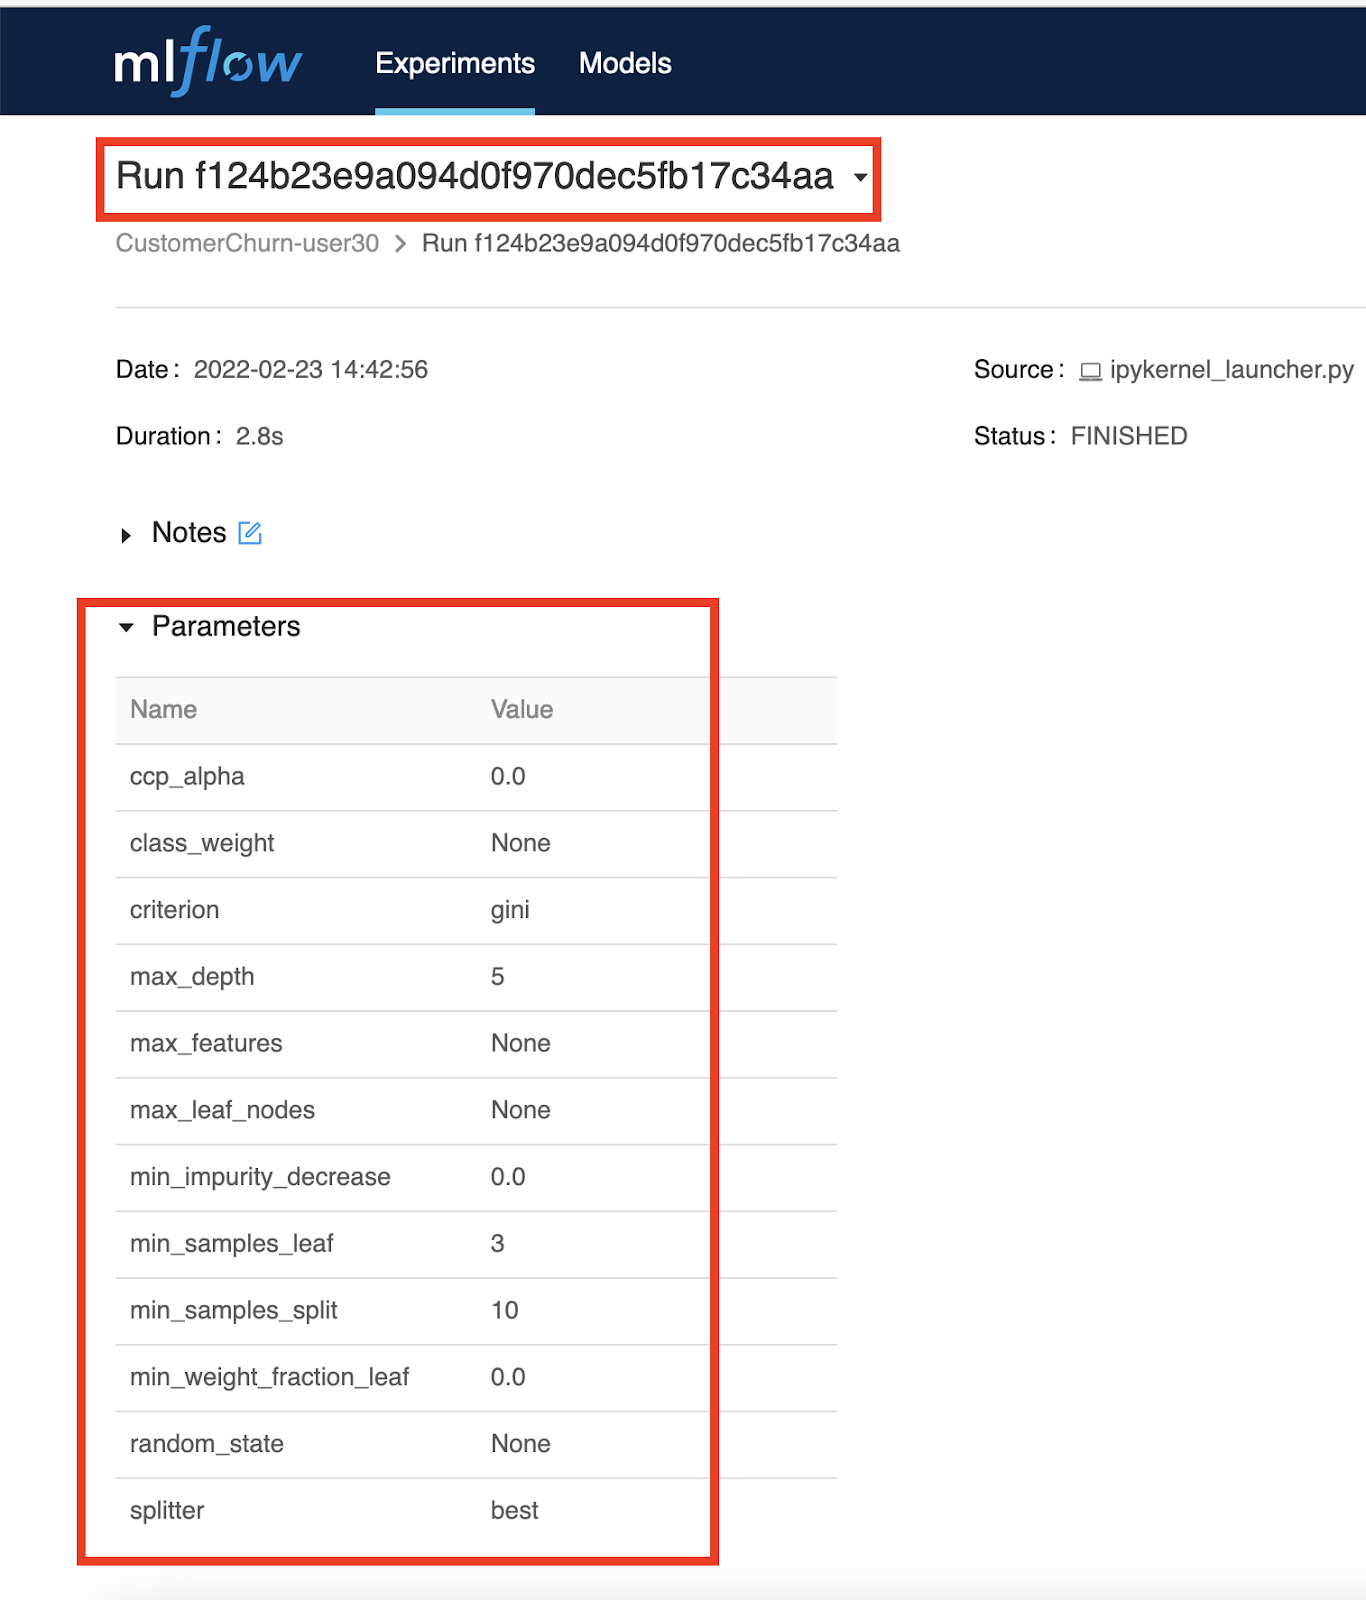 mlflow Experiments Models
Run f124b23e9a094d0f970dec5fb17c34aa
CustomerChurn-user30 > Run f124b23e9a094d0f970dec5fb17c34aa
Date: 2022-02-23 14:42:56 Source: ipykernel_launcher.py
Duration: 2.8s Status: FINISHED
Notes
Parameters
Name Value
ccp_alpha 0.0
class_weight None
criterion gini
max_depth 5
max_features None
max_leaf_nodes None
min_impurity_decrease 0.0
min_samples_leaf 3
min_samples_split 10
min_weight_fraction_leaf 0.0
random_state None
splitter best